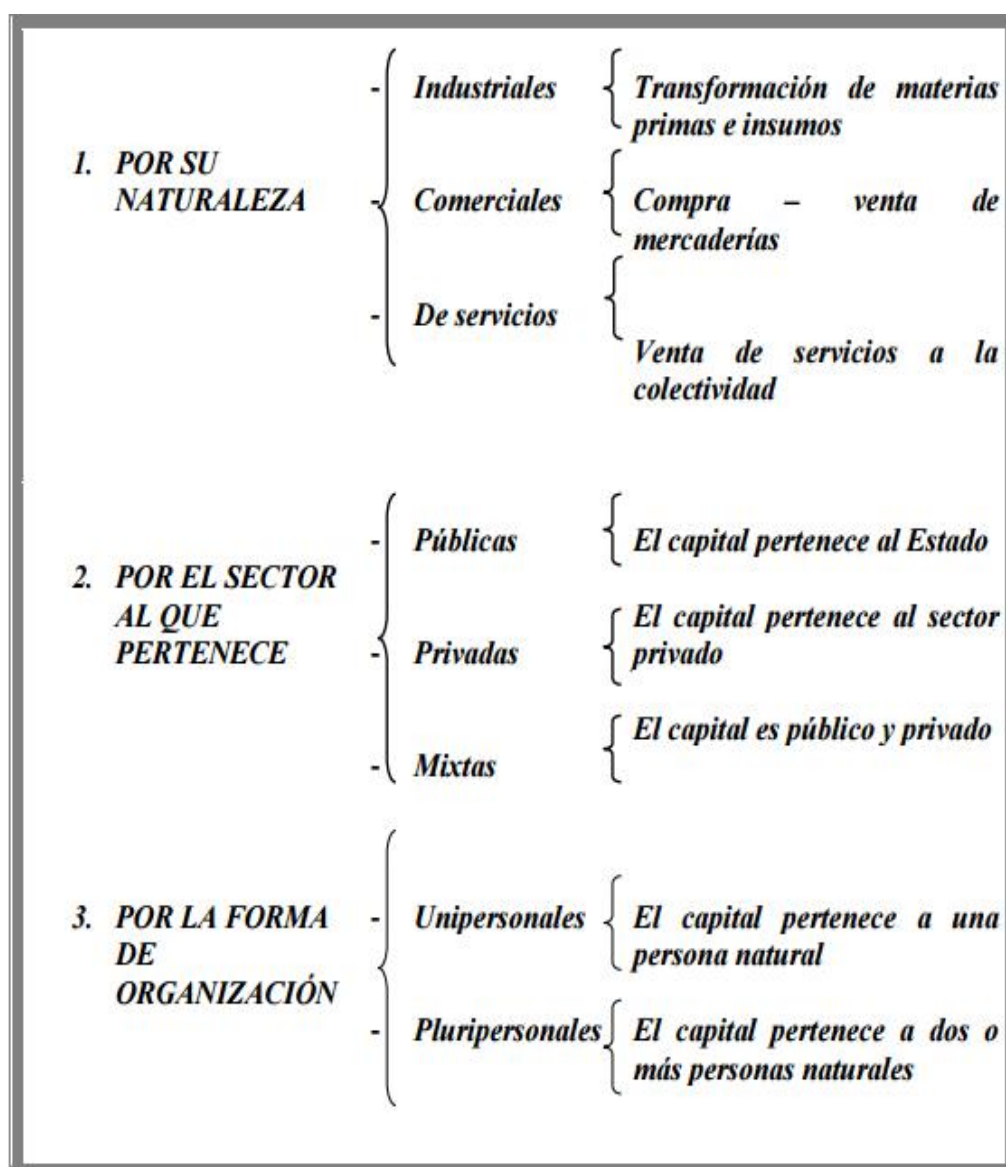 - Industriales Transformación de materias
primas e insumos
1. POR SU
NATURALEZA - Comerciales Compra – venta de
mercaderías
- De servicios
Venta de servicios a la
colectividad
- Públicas El capital pertenece al Estado
2. POR EL SECTOR
AL QUE El capital pertenece al sector
PERTENECE - Privadas privado
El capital es público y privado
- Mixtas
3. POR LA FORMA - Unipersonales El capital pertenece a una
DE persona natural
ORGANIZACIÓN
- Pluripersonales El capital pertenece a dos o
más personas naturales